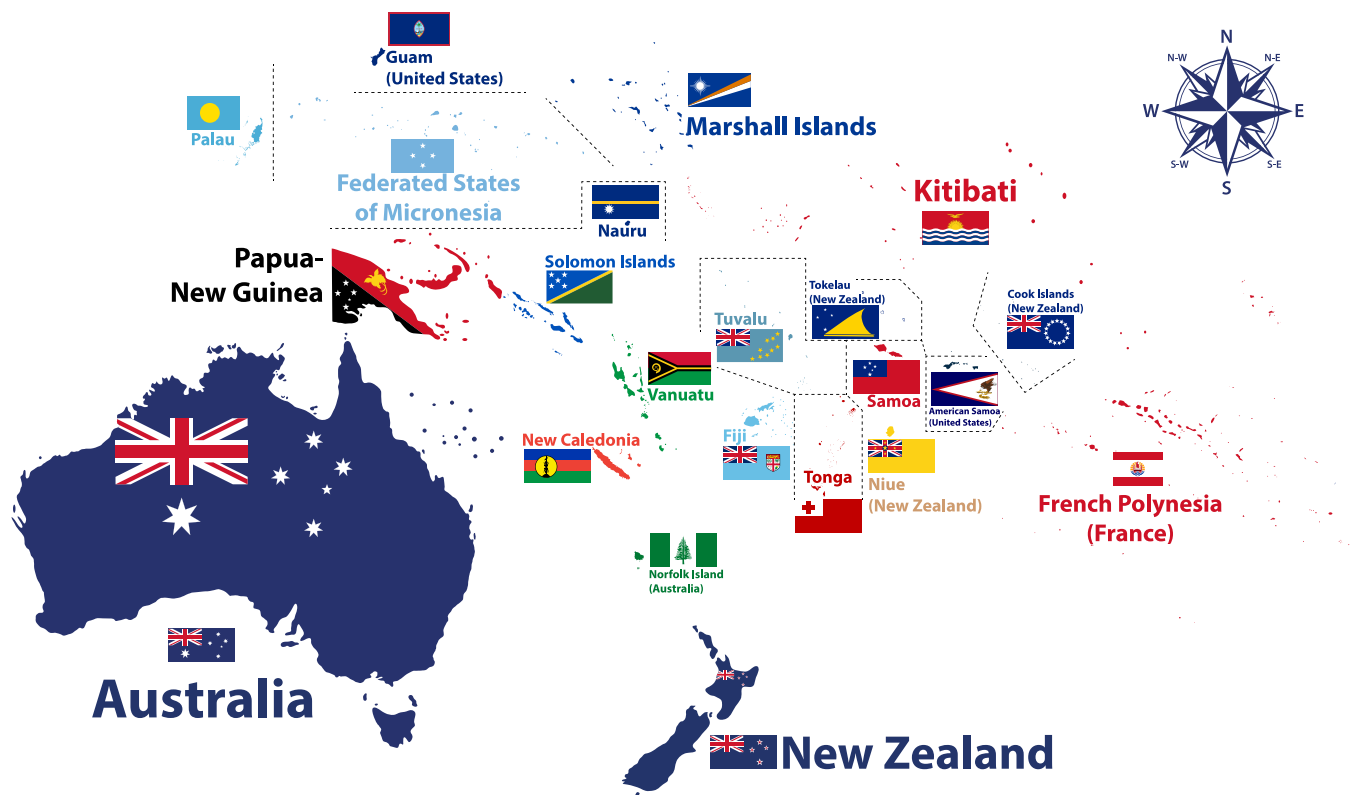 Guam
(United States)
N
N-W
N-E
W
E
S-W
S-E
S
Palau
Marshall Islands
Federated States
of Micronesia
Kitibati
Nauru
Papua-
New Guinea
Solomon Islands
Tokelau
(New Zealand)
Cook Islands
(New Zealand)
Tuvalu
Vanuatu
Samoa
American Samoa
(United States)
New Caledonia
Fiji
Tonga
Niue
(New Zealand)
French Polynesia
(France)
Norfolk Island
(Australia)
Australia
New Zealand